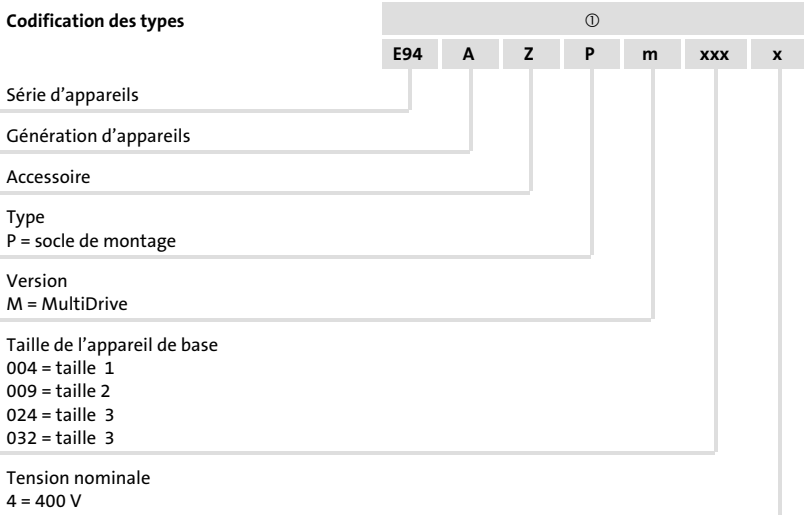 Codification des types
①
E94 A Z P m xxx x
Série d'appareils
Génération d'appareils
Accessoire
Type
P = socle de montage
Version
M = MultiDrive
Taille de l'appareil de base
004 = taille 1
009 = taille 2
024 = taille 3
032 = taille 3
Tension nominale
4 = 400 V